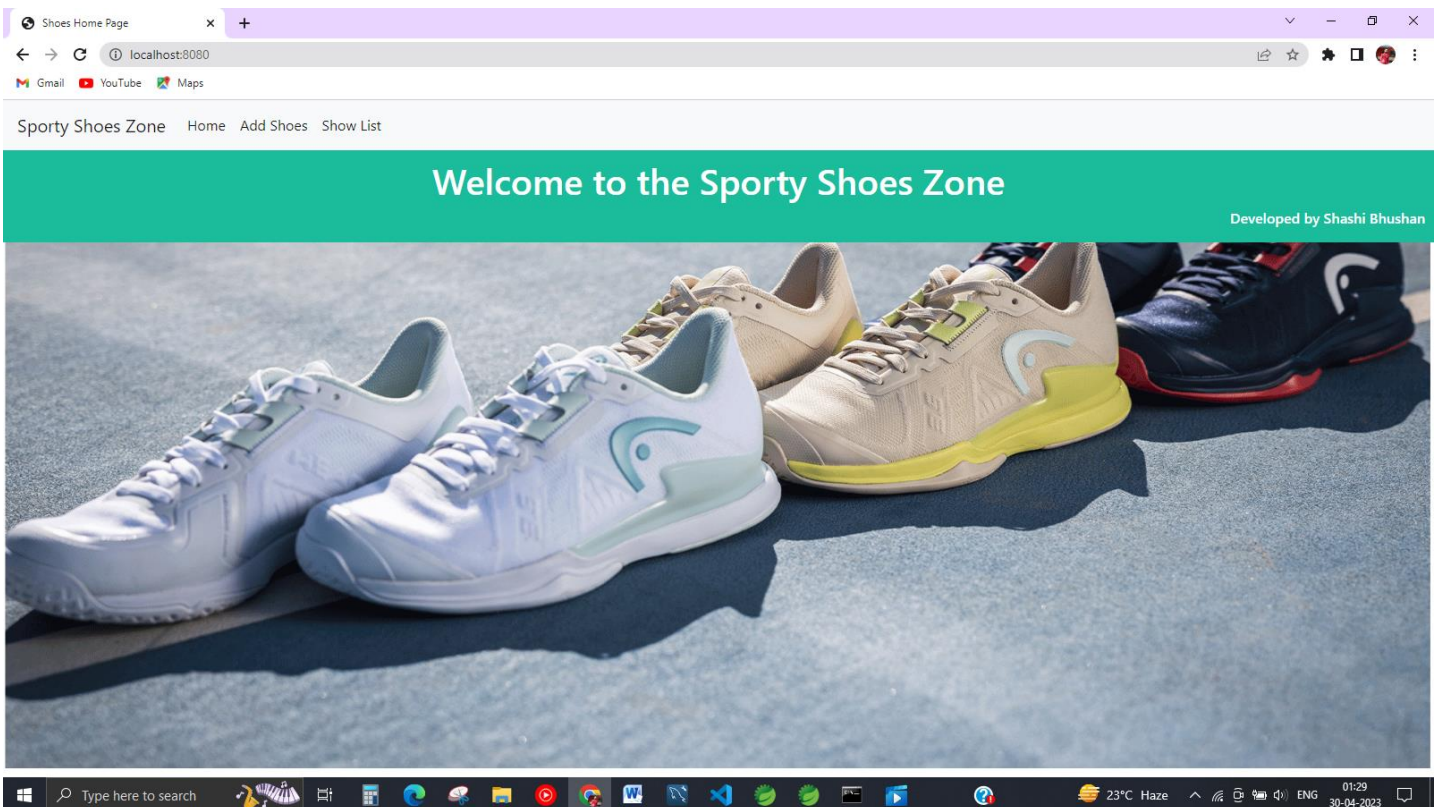 Shoes Home Page
localhost:8080
Gmail YouTube Maps
Sporty Shoes Zone Home Add Shoes Show List
Welcome to the Sporty Shoes Zone
Developed by Shashi Bhushan
Type here to search 23°C Haze ENG 01:29
30-04-2023